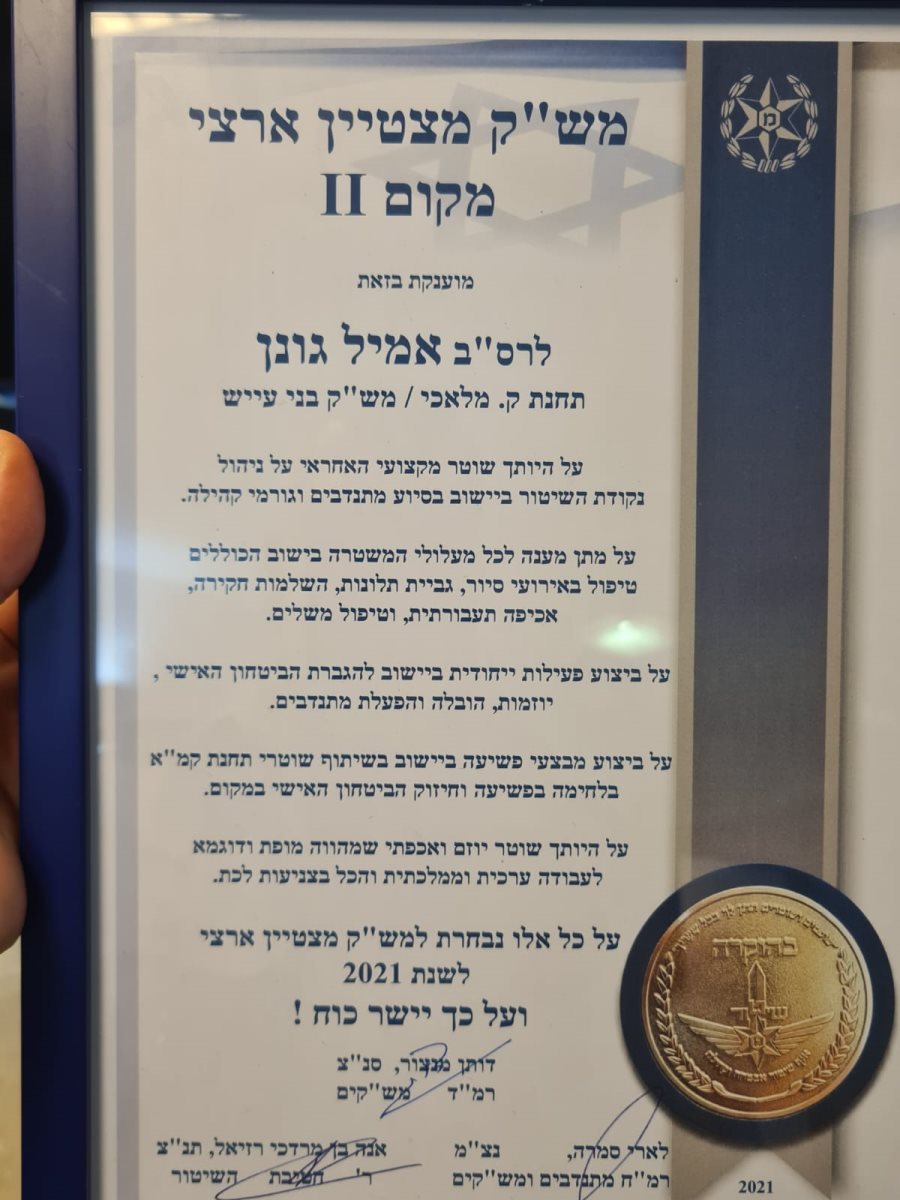 מש"ק מצטיין ארצי
מקום II
מוענקת בזאת
לרס"ב אמיל גונן
תחנת ק. מלאכי / מש"ק בני עייש
על היותך שוטר מקצועי האחראי על ניהול
נקודת השיטור ביישוב בסיוע מתנדבים וגורמי קהילה.
על מתן מענה לכל מעלולי המשטרה בישוב הכוללים
טיפול באירועי סיור, גביית תלונות, השלמות חקירה,
אכיפה תעבורתית, וטיפול משלים.
על ביצוע פעילות ייחודית ביישוב להגברת הביטחון האישי ,
יוזמות, הובלה והפעלת מתנדבים.
על ביצוע מבצעי פשיעה ביישוב בשיתוף שוטרי תחנת קמ"א
בלחימה בפשיעה וחיזוק הביטחון האישי במקום.
על היותך שוטר יוזם ואכפתי שמהווה מופת ודוגמא
לעבודה ערכית וממלכתית והכל בצניעות לכת.
על כל אלו נבחרת למש"ק מצטיין ארצי
לשנת 2021
ועל כך יישר כוח !
דותן מנצור, סנ"צ
רמ"ד מש"קים
לארי סמרה, נצ"מ
רמ"ח מתנדבים ומש"קים
אנה בן מרדכי רזיאל, תנ"צ
ר' חטיבת השיטור
מ
בהוקרה
2021